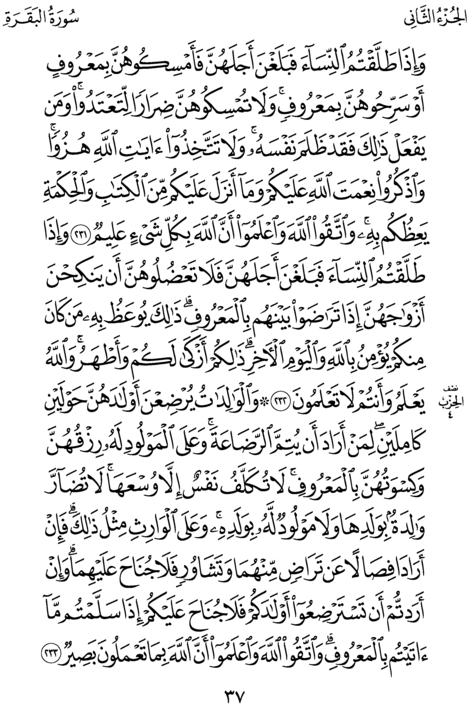 الجُزْءُ الثَّانِي
سُورَةُ البَقَرَةِ
وَإِذَا طَلَّقْتُمُ ٱلنِّسَآءَ فَبَلَغْنَ أَجَلَهُنَّ فَأَمْسِكُوهُنَّ بِمَعْرُوفٍ
أَوْ سَرِّحُوهُنَّ بِمَعْرُوفٍۚ وَلَا تُمْسِكُوهُنَّ ضِرَارًا لِّتَعْتَدُوا۟ۚ وَمَن
يَفْعَلْ ذَٰلِكَ فَقَدْ ظَلَمَ نَفْسَهُۥۚ وَلَا تَتَّخِذُوٓا۟ ءَايَٰتِ ٱللَّهِ هُزُوًاۚ
وَٱذْكُرُوا۟ نِعْمَتَ ٱللَّهِ عَلَيْكُمْ وَمَآ أَنزَلَ عَلَيْكُم مِّنَ ٱلْكِتَٰبِ وَٱلْحِكْمَةِ
يَعِظُكُم بِهِۦۚ وَٱتَّقُوا۟ ٱللَّهَ وَٱعْلَمُوٓا۟ أَنَّ ٱللَّهَ بِكُلِّ شَىْءٍ عَلِيمٌ ٢٣١ وَإِذَا
طَلَّقْتُمُ ٱلنِّسَآءَ فَبَلَغْنَ أَجَلَهُنَّ فَلَا تَعْضُلُوهُنَّ أَن يَنكِحْنَ
أَزْوَٰجَهُنَّ إِذَا تَرَٰضَوْا۟ بَيْنَهُم بِٱلْمَعْرُوفِۗ ذَٰلِكَ يُوعَظُ بِهِۦ مَن كَانَ
مِنكُمْ يُؤْمِنُ بِٱللَّهِ وَٱلْيَوْمِ ٱلْءَاخِرِۗ ذَٰلِكُمْ أَزْكَىٰ لَكُمْ وَأَطْهَرُۚ وَٱللَّهُ
يَعْلَمُ وَأَنتُمْ لَا تَعْلَمُونَ ٢٣٢ ۞ وَٱلْوَٰلِدَٰتُ يُرْضِعْنَ أَوْلَٰدَهُنَّ حَوْلَيْنِ
نصف
الحزب
٤
كَامِلَيْنِۖ لِمَنْ أَرَادَ أَن يُتِمَّ ٱلرَّضَاعَةَۚ وَعَلَى ٱلْمَوْلُودِ لَهُۥ رِزْقُهُنَّ
وَكِسْوَتُهُنَّ بِٱلْمَعْرُوفِۚ لَا تُكَلَّفُ نَفْسٌ إِلَّا وُسْعَهَاۚ لَا تُضَآرَّ
وَٰلِدَةٌۢ بِوَلَدِهَا وَلَا مَوْلُودٌ لَّهُۥ بِوَلَدِهِۦۚ وَعَلَى ٱلْوَارِثِ مِثْلُ ذَٰلِكَۗ فَإِنْ
أَرَادَا فِصَالًا عَن تَرَاضٍ مِّنْهُمَا وَتَشَاوُرٍ فَلَا جُنَاحَ عَلَيْهِمَاۗ وَإِنْ
أَرَدتُّمْ أَن تَسْتَرْضِعُوٓا۟ أَوْلَٰدَكُمْ فَلَا جُنَاحَ عَلَيْكُمْ إِذَا سَلَّمْتُم مَّآ
ءَاتَيْتُم بِٱلْمَعْرُوفِۗ وَٱتَّقُوا۟ ٱللَّهَ وَٱعْلَمُوٓا۟ أَنَّ ٱللَّهَ بِمَا تَعْمَلُونَ بَصِيرٌ ٢٣٣
٣٧